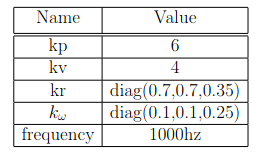 Name Value
kp 6
kv 4
kr diag(0.7,0.7,0.35)
kω diag(0.1,0.1,0.25)
frequency 1000hz